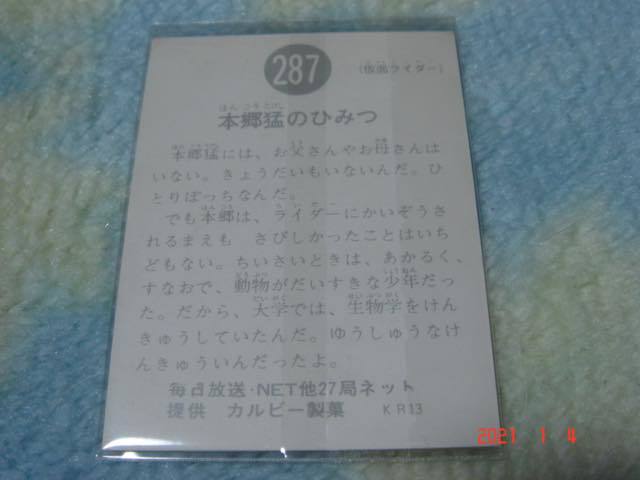 287
(仮面ライダー)
本郷猛のひみつ
本郷猛には、お父さんやお母さんは
いない。きょうだいもいないんだ。ひ
とりぼっちなんだ。
でも本郷は、ライダーにかいぞうさ
れるまえも さびしかったことはいち
どもない。ちいさいときは、あかるく、
すなおで、動物がだいすきな少年だっ
た。だから、大学では、生物学をけん
きゅうしていたんだ。ゆうしゅうなけ
んきゅういんだったよ。
毎日放送・NET他27局ネット
提供 カルビー製菓 KR13
2021 1 4